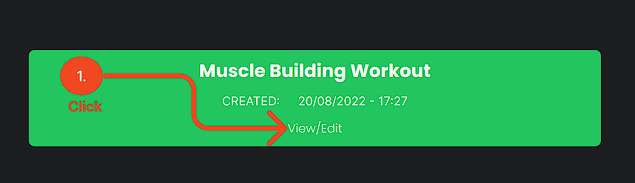 Muscle Building Workout
1.
Click
CREATED: 20/08/2022 - 17:27
View/Edit